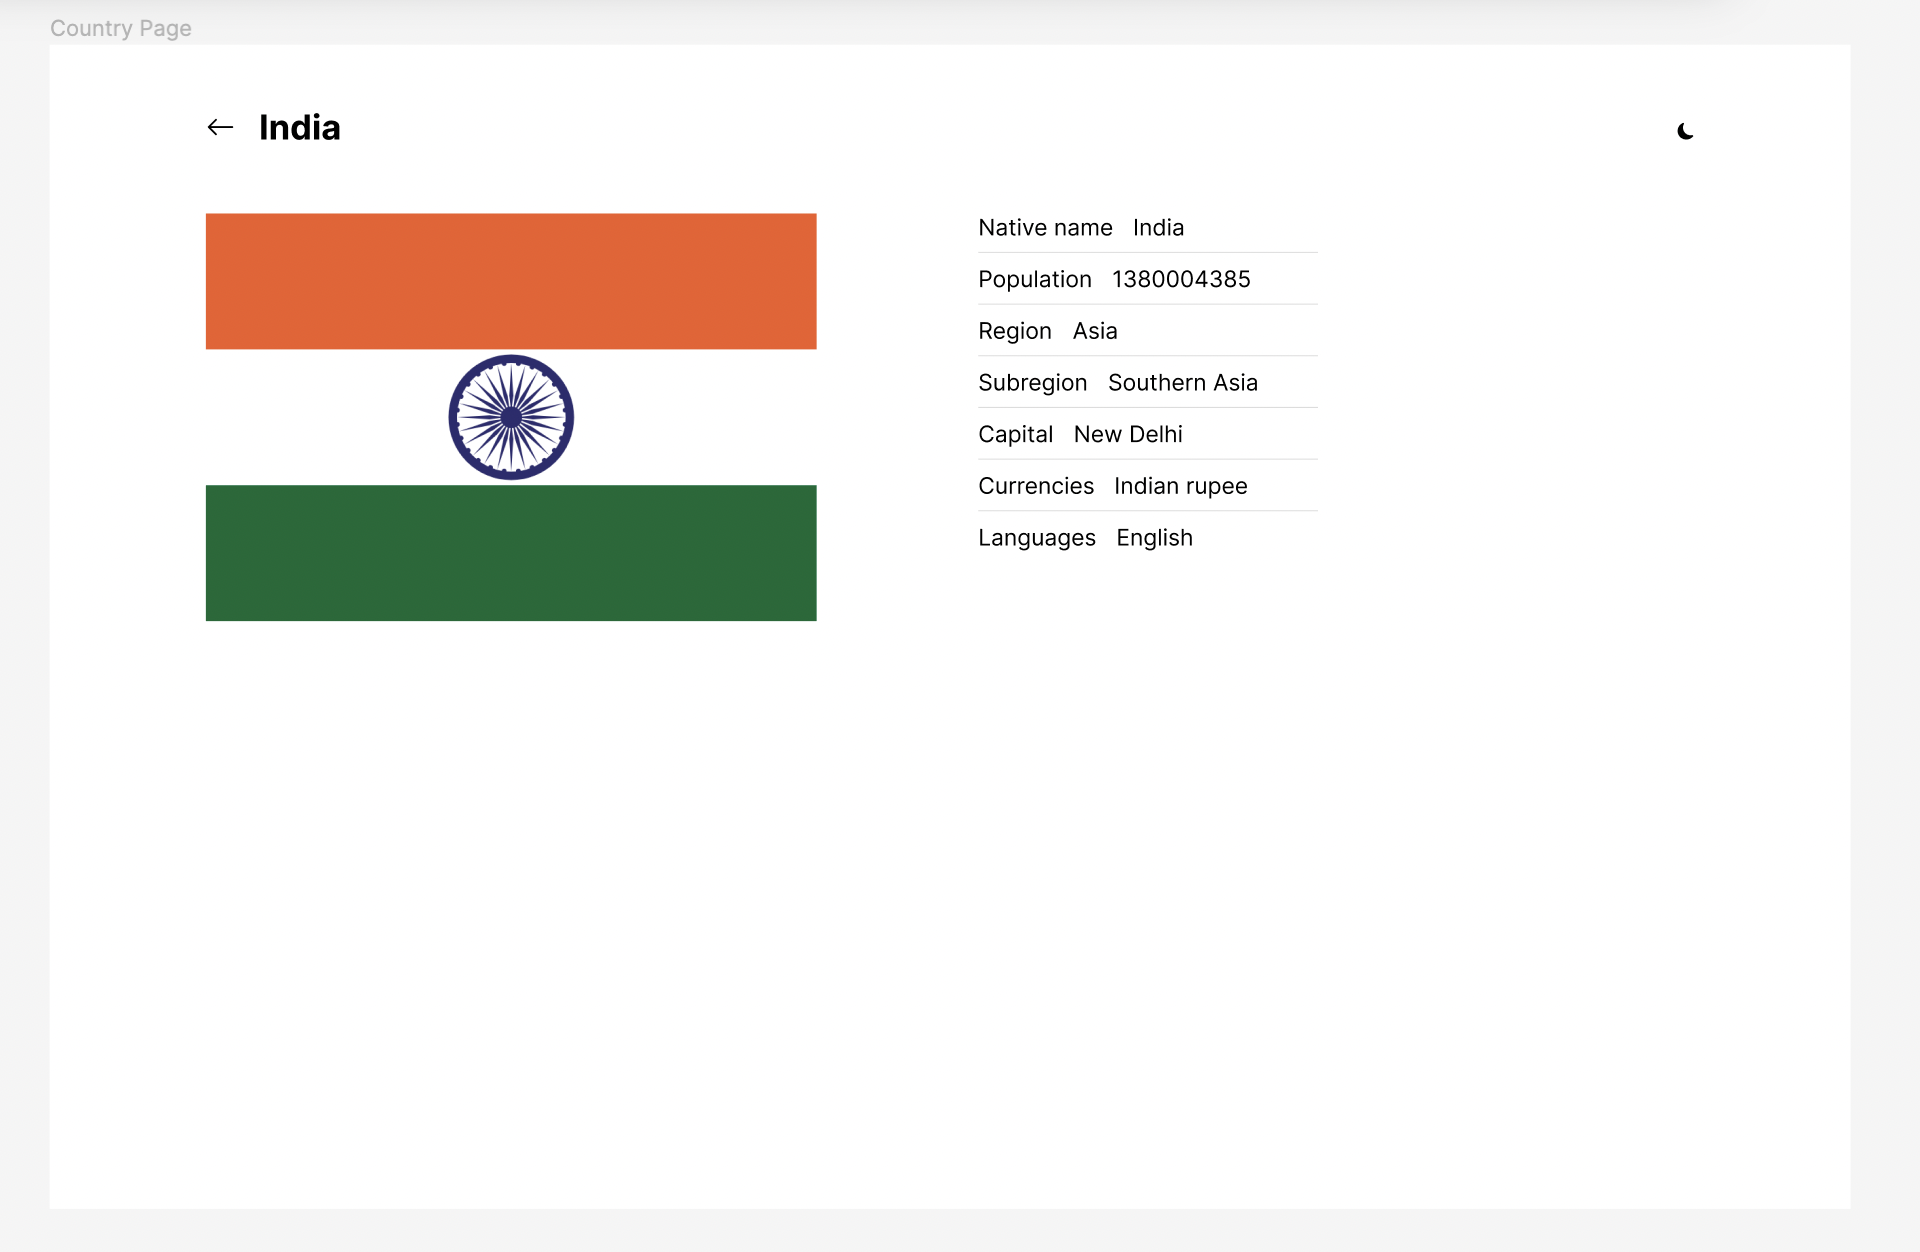 Country Page
India
Native name India
Population 1380004385
Region Asia
Subregion Southern Asia
Capital New Delhi
Currencies Indian rupee
Languages English